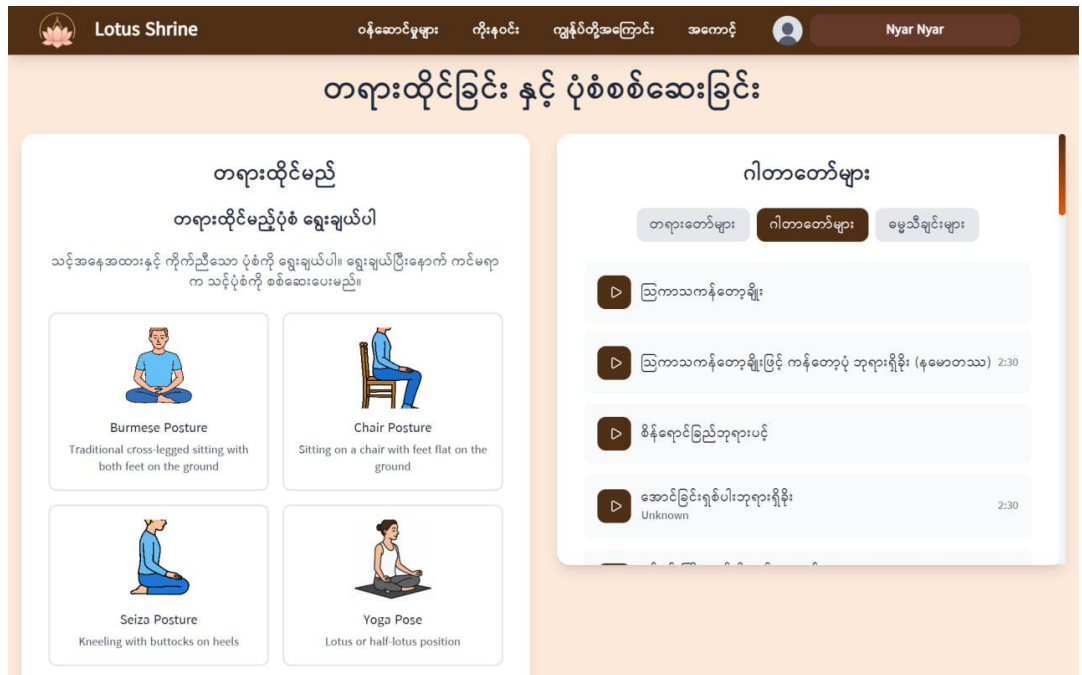 Lotus Shrine
ဝန်ဆောင်မှုများ
ကိုးနဝင်း
ကျွန်ုပ်တို့အကြောင်း
အကောင့်
Nyar Nyar
တရားထိုင်ခြင်း နှင့် ပုံစံစစ်ဆေးခြင်း
တရားထိုင်မည်
တရားထိုင်မည့်ပုံစံ ရွေးချယ်ပါ
သင့်အနေအထားနှင့် ကိုက်ညီသော ပုံစံကို ရွေးချယ်ပါ။ ရွေးချယ်ပြီးနောက် ကင်မရာ
က သင့်ပုံစံကို စစ်ဆေးပေးမည်။
Burmese Posture
Traditional cross-legged sitting with
both feet on the ground
Chair Posture
Sitting on a chair with feet flat on the
ground
Seiza Posture
Kneeling with buttocks on heels
Yoga Pose
Lotus or half-lotus position
ဂါတာတော်များ
တရားတော်များ
ဂါတာတော်များ
ဓမ္မသီချင်းများ
သြကာသကန်တော့ချိုး
သြကာသကန်တော့ချိုးဖြင့် ကန်တော့ပုံ ဘုရားရှိခိုး (နမောတဿ) 2:30
စိန်ရောင်ခြည်ဘုရားပင့်
အောင်ခြင်းရှစ်ပါးဘုရားရှိခိုး
Unknown
2:30